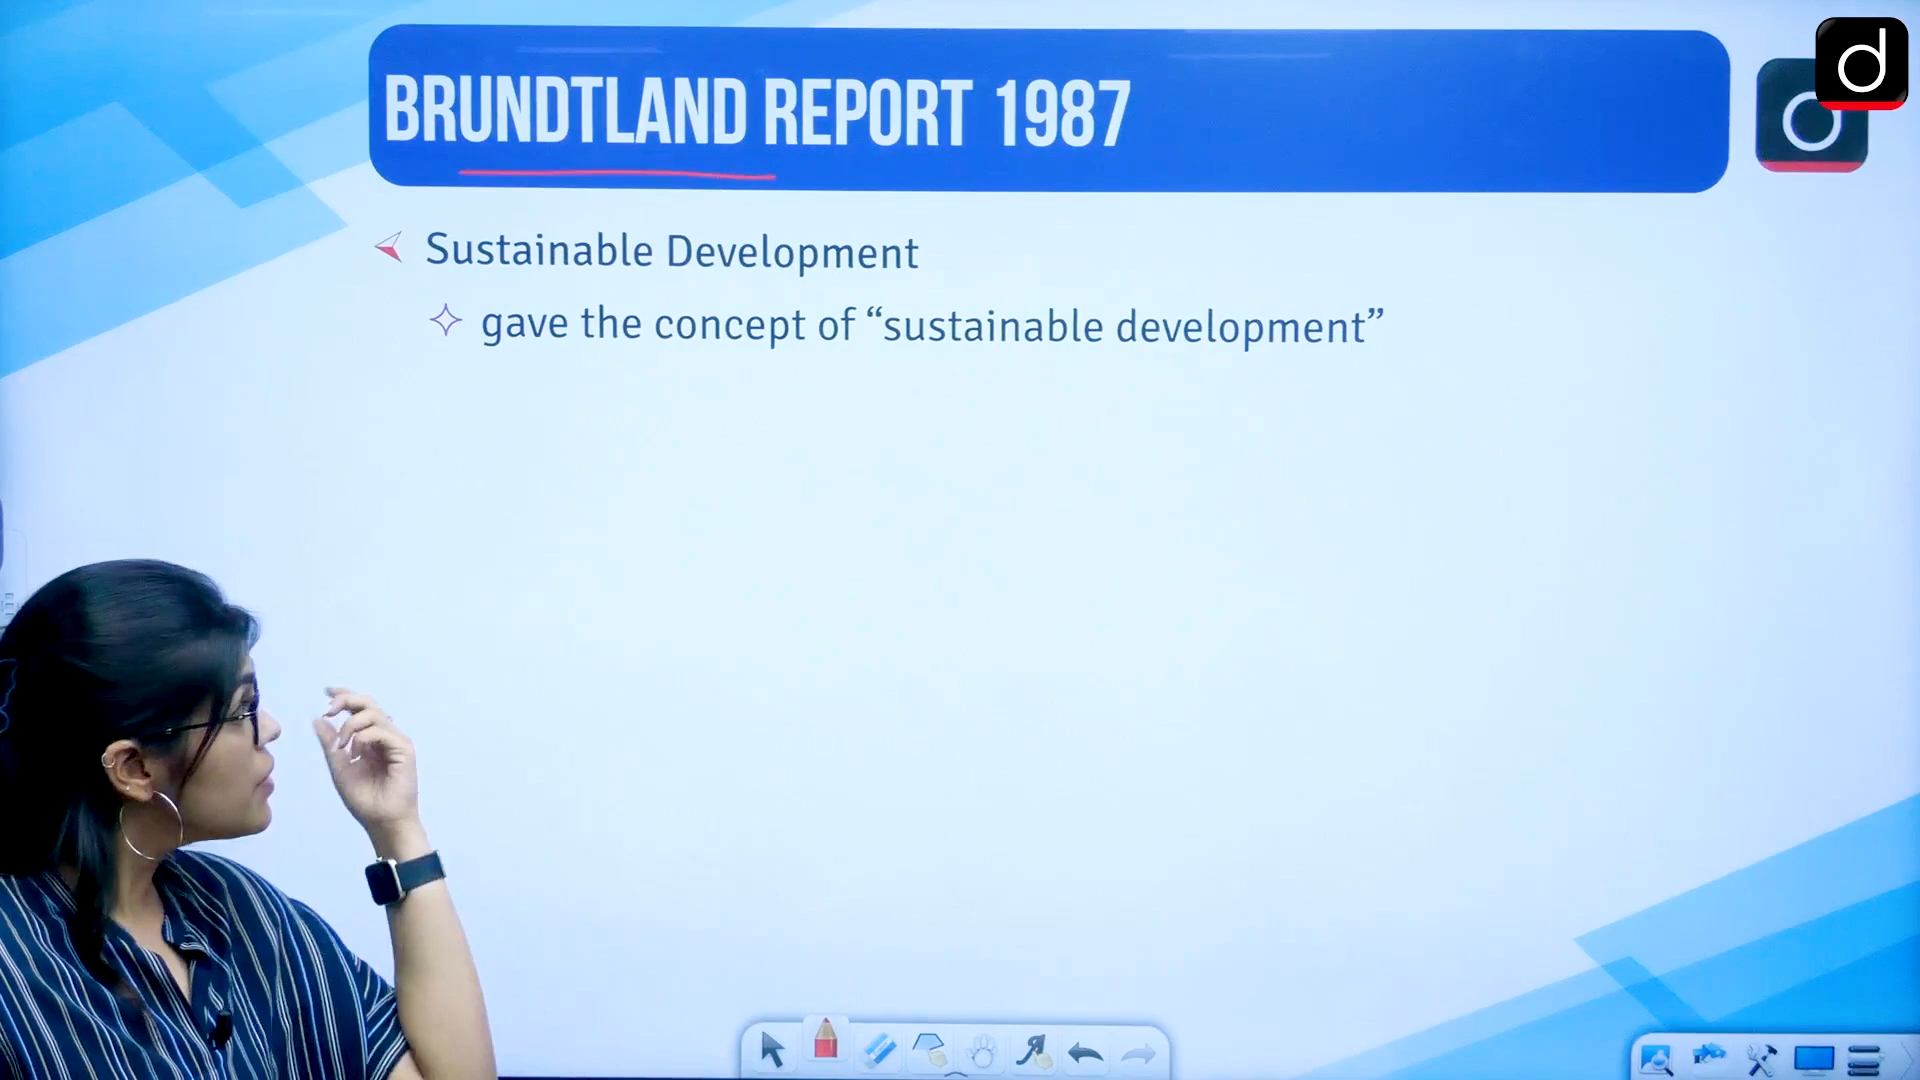 BRUNDTLAND REPORT 1987
Sustainable Development
gave the concept of “sustainable development”